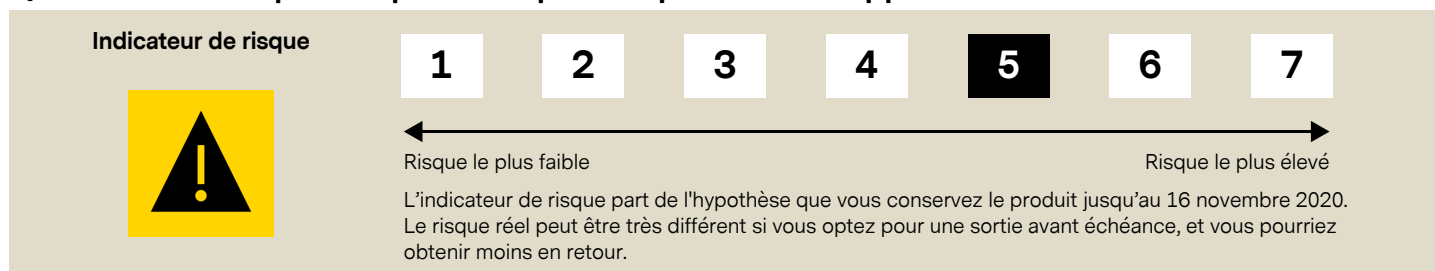 Indicateur de risque
1 2 3 4 5 6 7
Risque le plus faible Risque le plus élevé
L'indicateur de risque part de l'hypothèse que vous conservez le produit jusqu'au 16 novembre 2020.
Le risque réel peut être très différent si vous optez pour une sortie avant échéance, et vous pourriez
obtenir moins en retour.